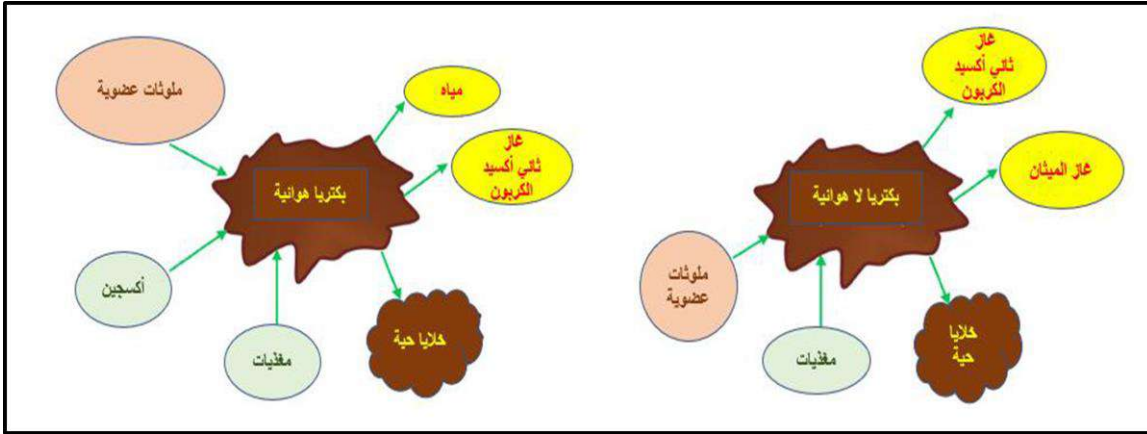 ملوثات عضوية
مياه
غاز
ثاني أكسيد
الكربون
بكتريا هوائية
أكسجين
مغذيات
خلايا حية
غاز
ثاني أكسيد
الكربون
غاز الميثان
بكتريا لا هوائية
ملوثات
عضوية
مغذيات
خلايا
حية